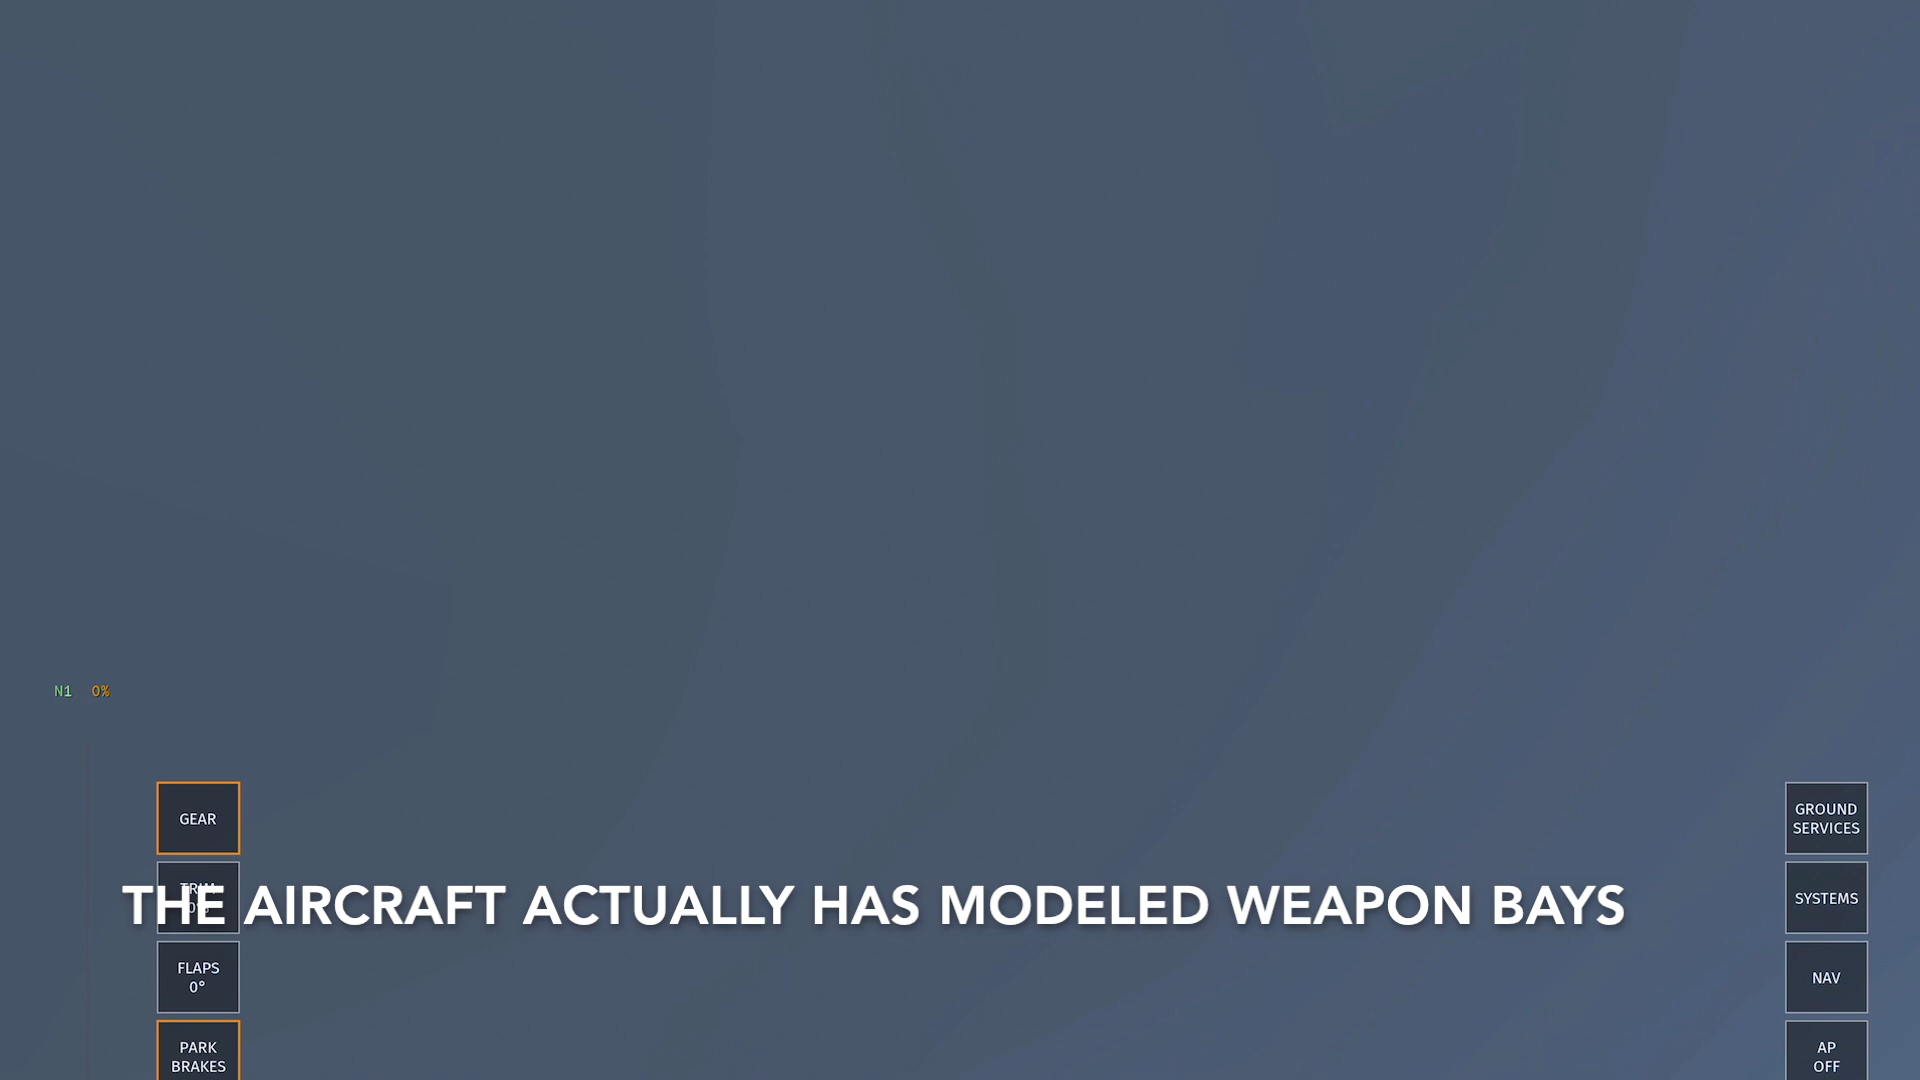 N1 0%
GEAR
GROUND
SERVICES
THE AIRCRAFT ACTUALLY HAS MODELED WEAPON BAYS
SYSTEMS
FLAPS
0°
NAV
PARK
BRAKES
AP
OFF